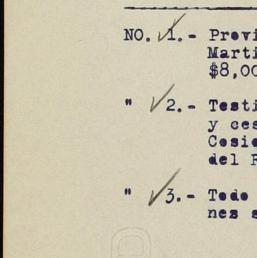 NO. 1.- Provi
Marti
$8,00
" 2.- Testi
y ces
Cosie
del F
" 3.- Todo
nes s